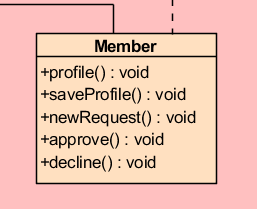 Member
+profile() : void
+saveProfile() : void
+newRequest() : void
+approve() : void
+decline() : void